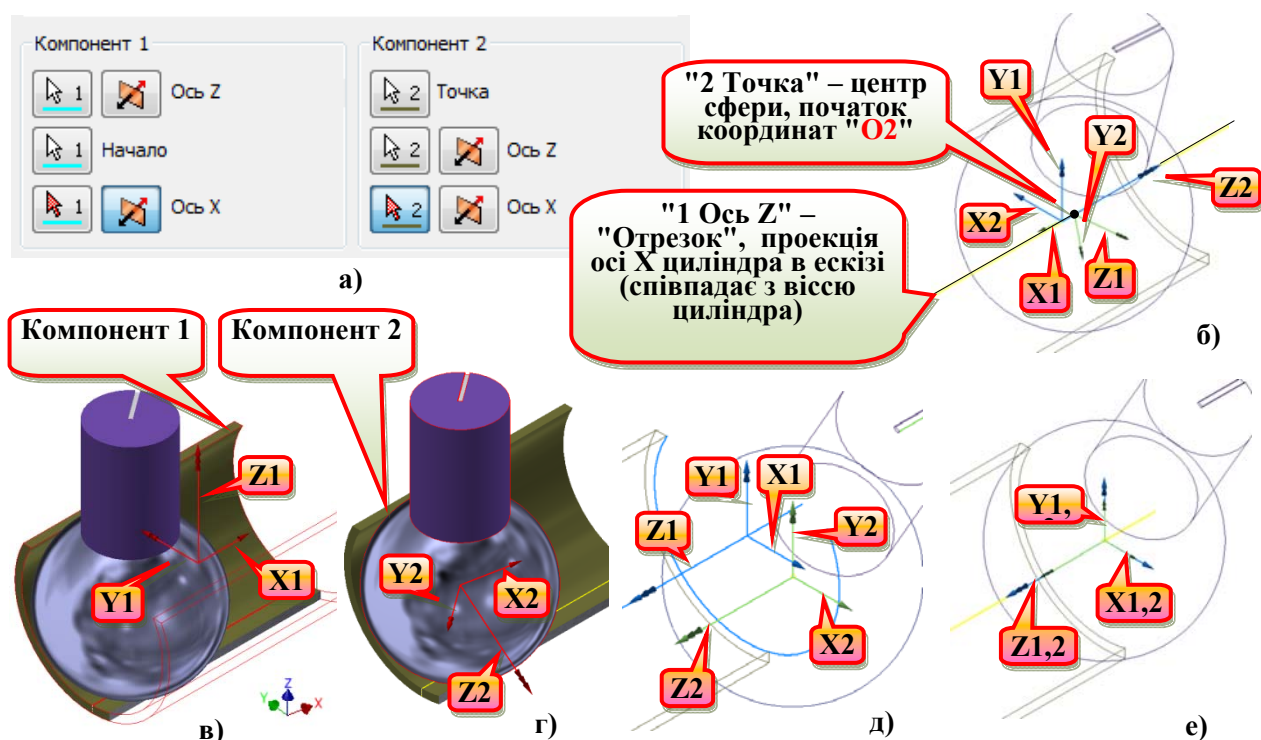 Компонент 1
Компонент 2
1
Ось Z
2
Точка
1
Начало
2
Ось Z
1
Ось X
2
Ось X
а)
"2 Точка" – центр
сфери, початок
координат "О2"
"1 Ось Z" –
"Отрезок", проекція
осі X циліндра в ескізі
(співпадає з віссю
циліндра)
Y1
Y2
Z2
X2
X1
Z1
б)
Компонент 1
Компонент 2
Z1
Y1
X1
Z
Y
X
в)
Y2
X2
Z2
г)
Y1
X1
Z1
Y2
X2
Z2
д)
Y1,
X1,2
Z1,2
е)